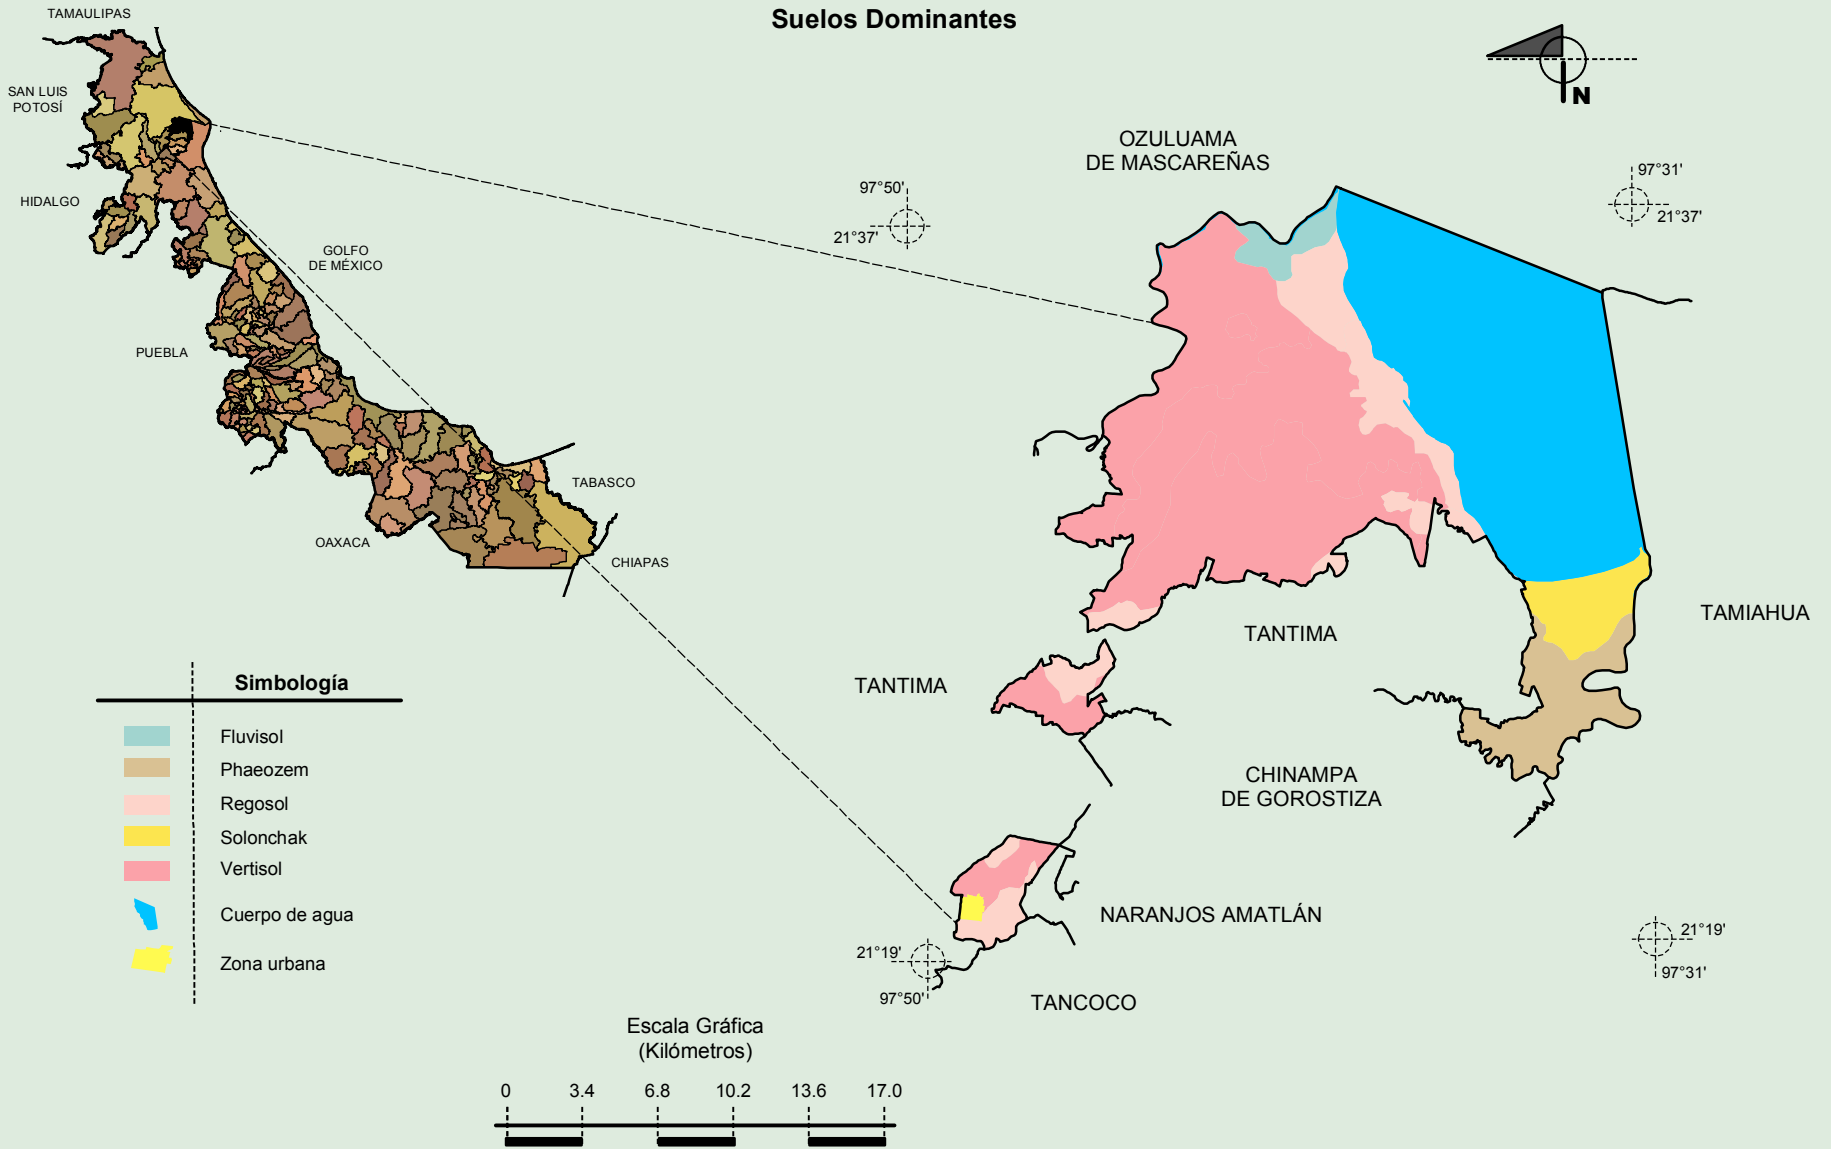 Suelos Dominantes
TAMAULIPAS
SAN LUIS
POTOSÍ
HIDALGO
GOLFO
DE MÉXICO
PUEBLA
OAXACA
TABASCO
CHIAPAS
N
OZULUAMA
DE MASCAREÑAS
97°50'
21°37'
97°31'
21°37'
TANTIMA
TAMIAHUA
TANTIMA
CHINAMPA
DE GOROSTIZA
NARANJOS AMATLÁN
21°19'
97°50'
21°19'
97°31'
TANCOCO
Simbología
Fluvisol
Phaeozem
Regosol
Solonchak
Vertisol
Cuerpo de agua
Zona urbana
Escala Gráfica
(Kilómetros)
0 3.4 6.8 10.2 13.6 17.0